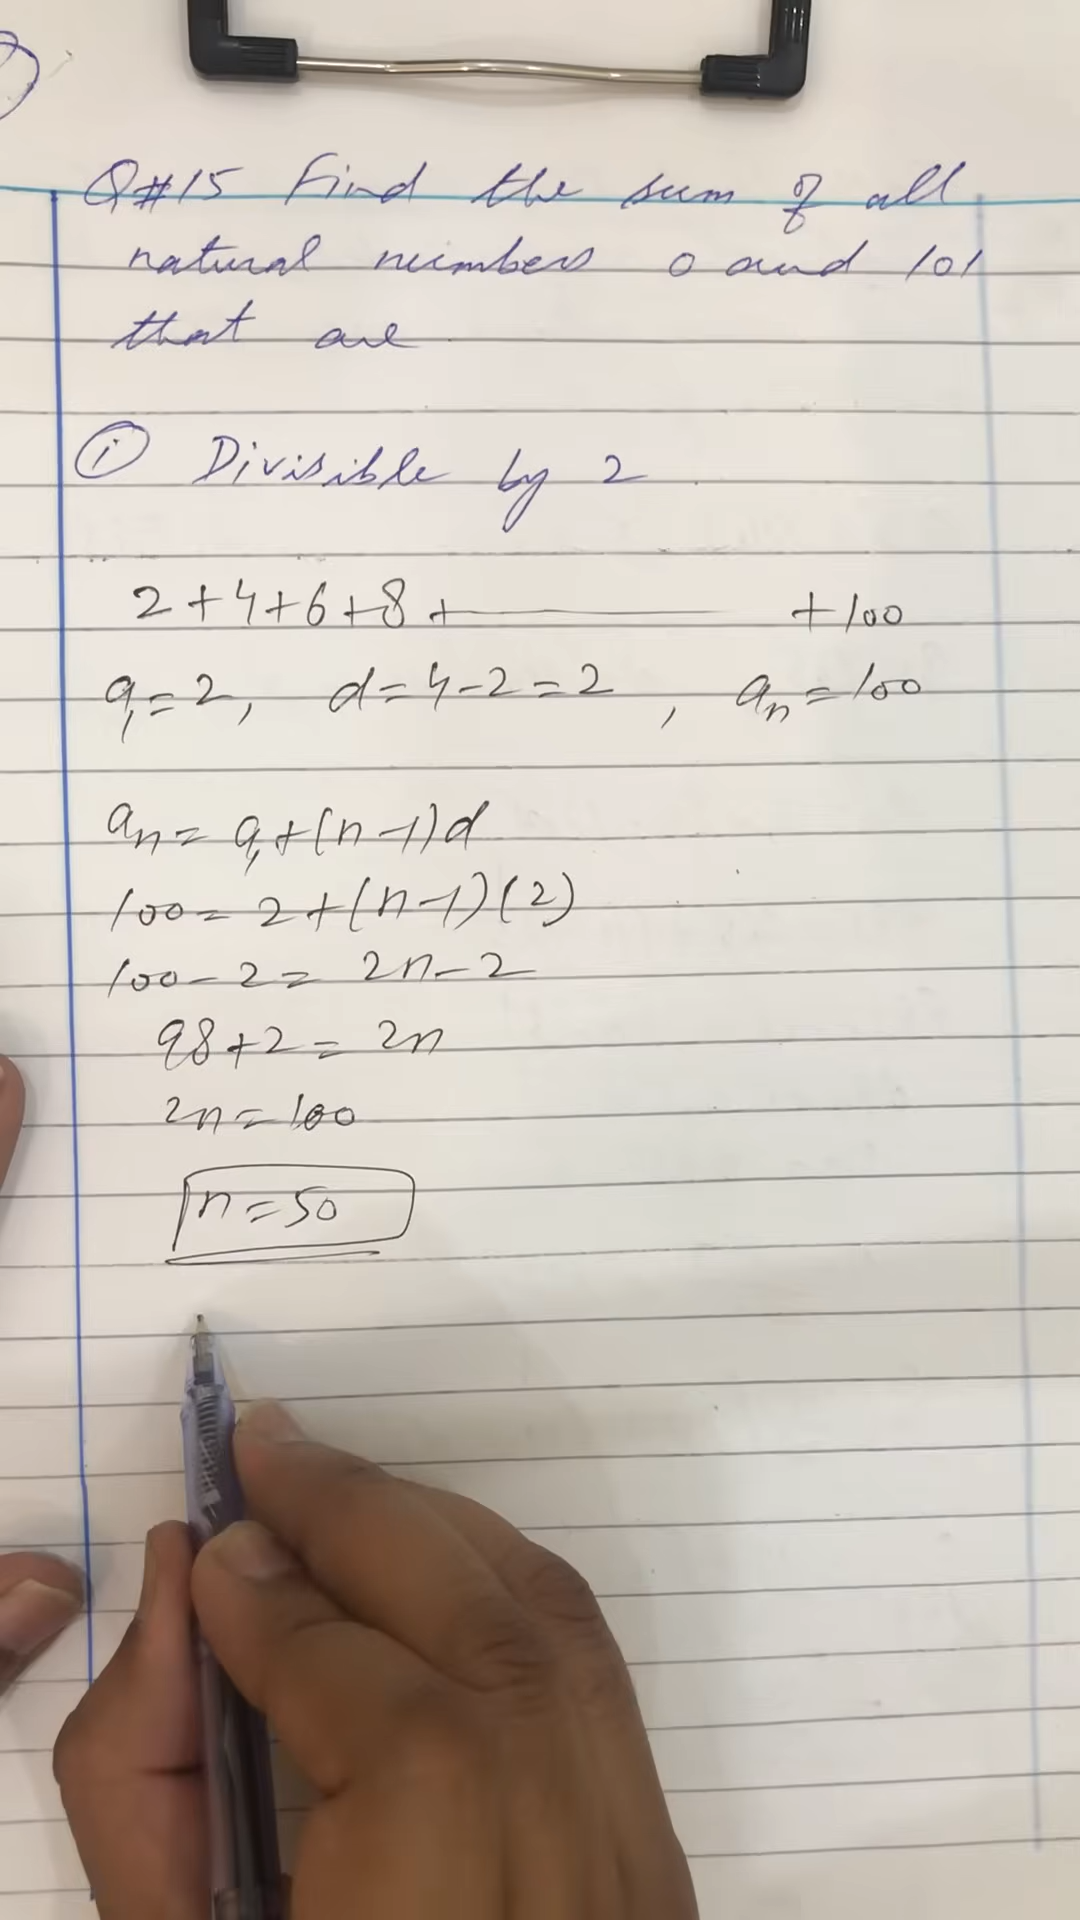 Q#15 Find the sum of all
natural numbers 0 and 101
that are
(i) Divisible by 2
2+4+6+8+———+100
a₁=2, d=4-2=2, aₙ=100
aₙ=a₁+(n-1)d
100=2+(n-1)(2)
100-2=2n-2
98+2=2n
2n=100
n=50